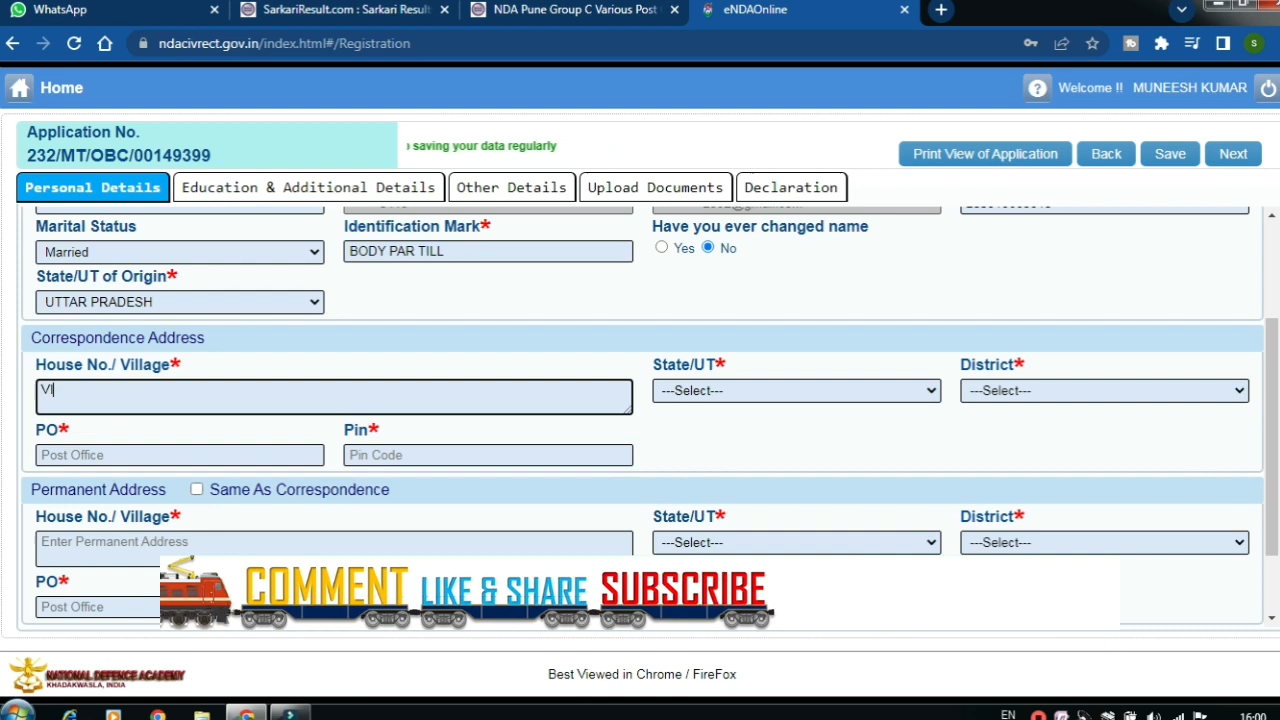 WhatsApp
SarkariResult.com : Sarkari Result
NDA Pune Group C Various Post
eNDAOnline
ndacivrect.gov.in/index.html#/Registration
S
Home
? Welcome !! MUNEESH KUMAR
Application No.
232/MT/OBC/00149399
saving your data regularly
Print View of Application Back Save Next
Personal Details Education & Additional Details Other Details Upload Documents Declaration
Marital Status Identification Mark* Have you ever changed name
Married BODY PAR TILL Yes No
State/UT of Origin*
UTTAR PRADESH
Correspondence Address
House No./ Village* State/UT* District*
VI ---Select--- ---Select---
PO* Pin*
Post Office Pin Code
Permanent Address Same As Correspondence
House No./ Village* State/UT* District*
Enter Permanent Address ---Select--- ---Select---
PO*
Post Office
COMMENT LIKE & SHARE SUBSCRIBE
NATIONAL DEFENCE ACADEMY
KHADAKWASLA, INDIA
Best Viewed in Chrome / FireFox
EN 16:00